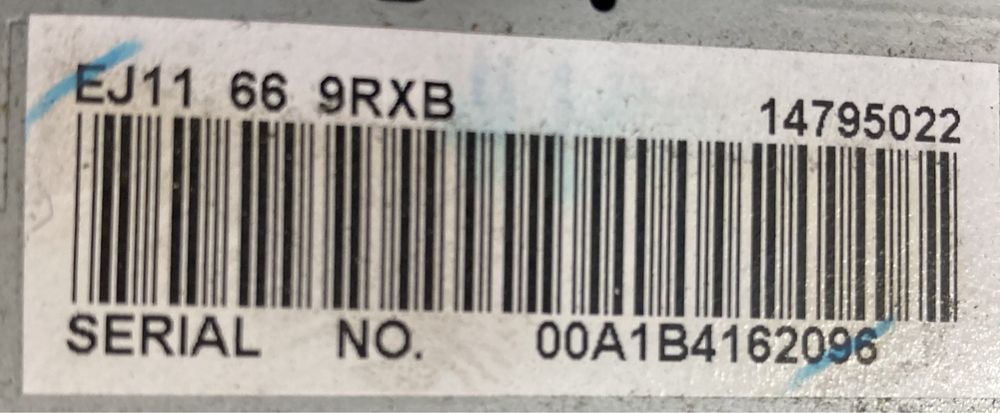 EJ11 66 9RXB 14795022
SERIAL NO. 00A1B4162096